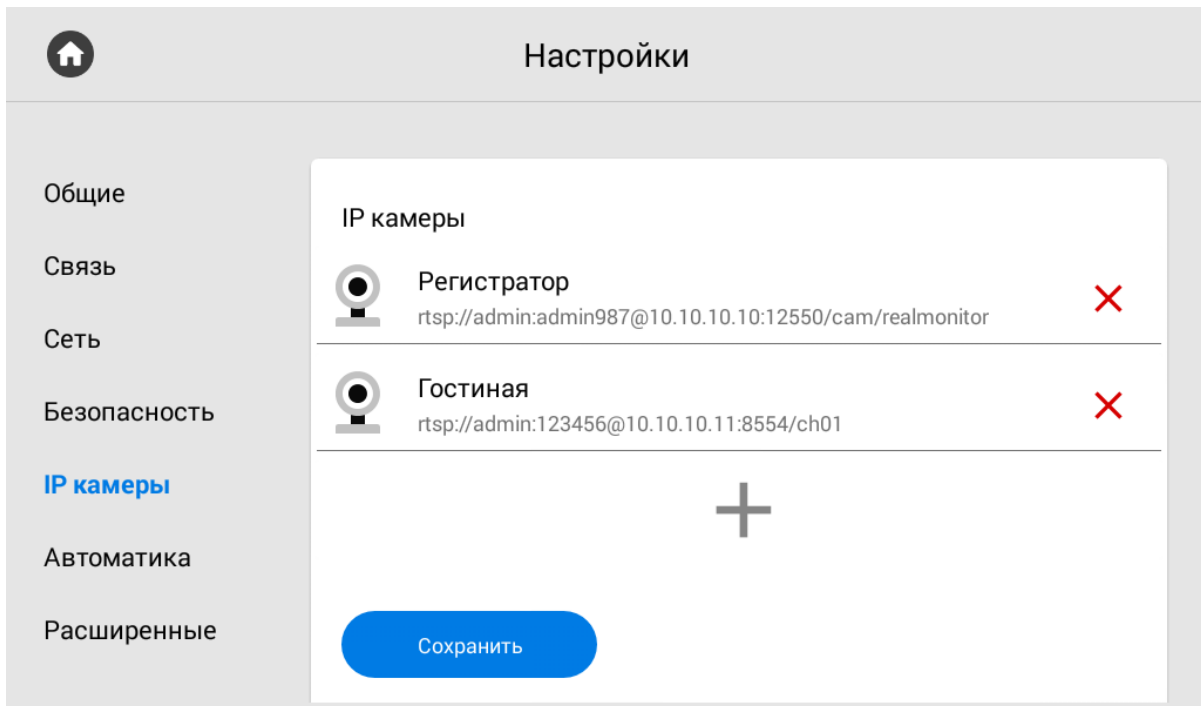 Настройки
Общие
Связь
Сеть
Безопасность
IP камеры
Автоматика
Расширенные
IP камеры
Регистратор
rtsp://admin:admin987@10.10.10.10:12550/cam/realmonitor
Гостиная
rtsp://admin:123456@10.10.10.11:8554/ch01
Сохранить